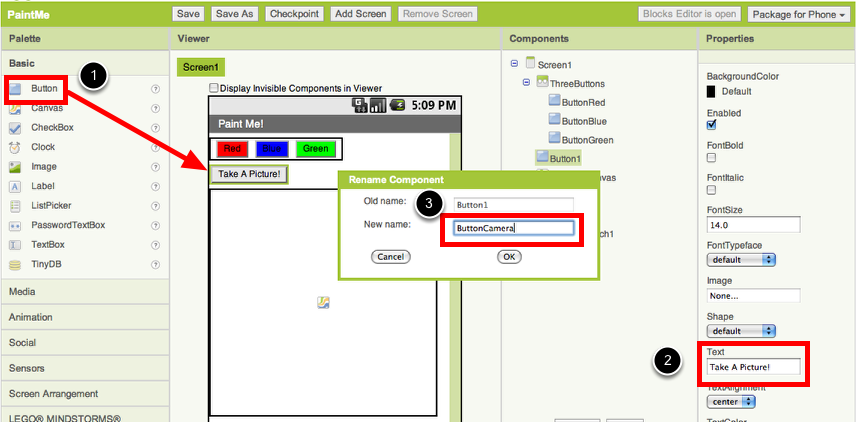 PaintMe
Save
Save As
Checkpoint
Add Screen
Remove Screen
Blocks Editor is open
Package for Phone
Palette
Viewer
Components
Properties
Basic
1
Button
?
Canvas
?
CheckBox
?
Clock
?
Image
?
Label
?
ListPicker
?
PasswordTextBox
?
TextBox
?
TinyDB
?
Media
Animation
Social
Sensors
Screen Arrangement
LEGO® MINDSTORMS®
Screen1
Display Invisible Components in Viewer
5:09 PM
Paint Me!
Red
Blue
Green
Take A Picture!
Rename Component
Old name:
3
Button1
New name:
ButtonCamera
Cancel
OK
Screen1
ThreeButtons
ButtonRed
ButtonBlue
ButtonGreen
Button1
BackgroundColor
Default
Enabled
FontBold
FontItalic
FontSize
14.0
FontTypeface
default
Image
None...
Shape
default
2
Text
Take A Picture!
TextAlignment
center
TextColor